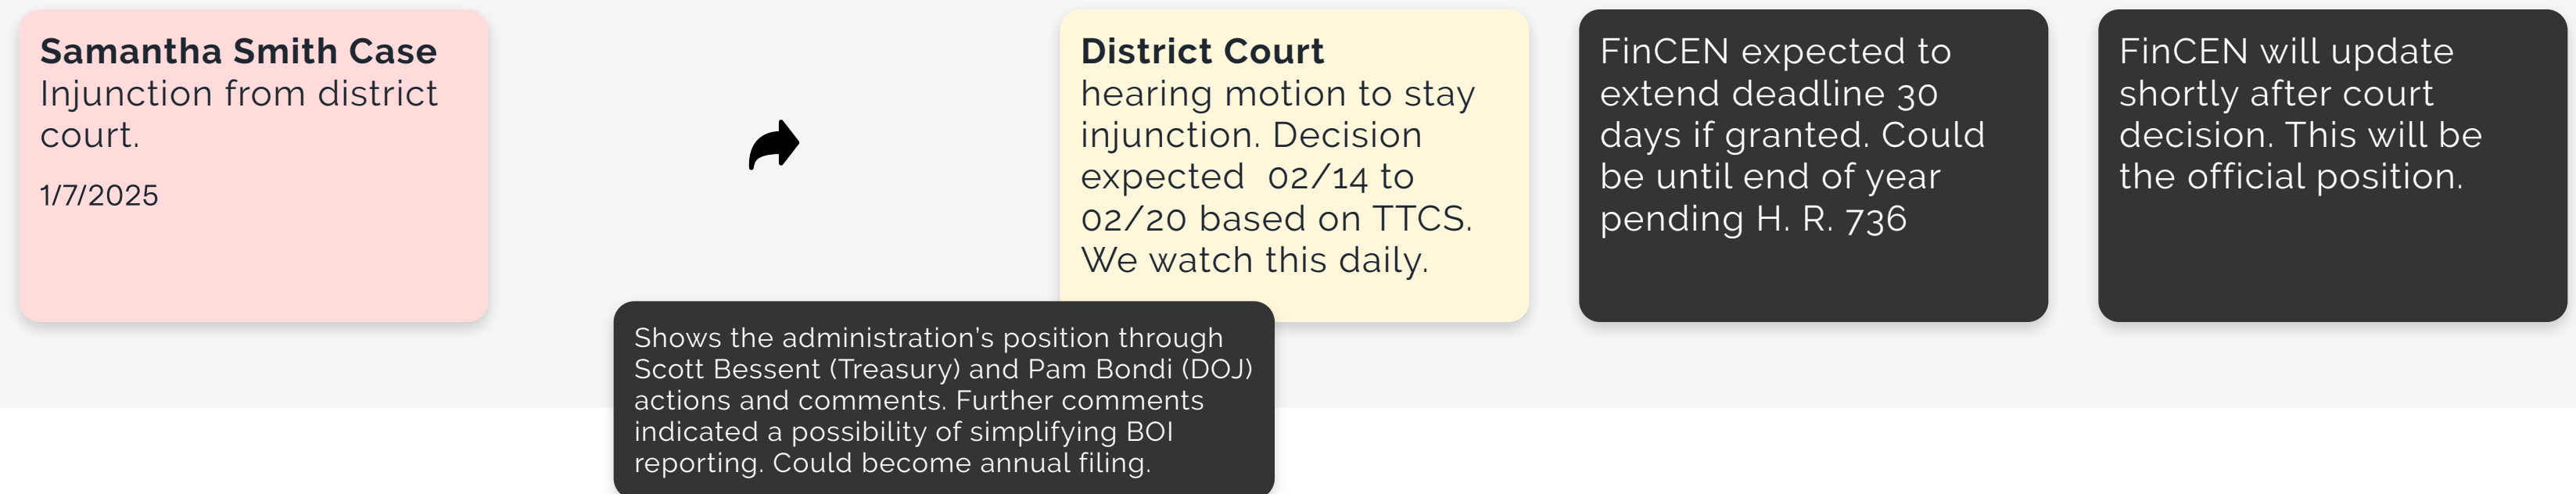 Samantha Smith Case
Injunction from district
court.
1/7/2025
District Court
hearing motion to stay
injunction. Decision
expected  02/14 to
02/20 based on TTCS.
We watch this daily.
FinCEN expected to
extend deadline 30
days if granted. Could
be until end of year
pending H. R. 736
FinCEN will update
shortly after court
decision. This will be
the official position.
Shows the administration’s position through
Scott Bessent (Treasury) and Pam Bondi (DOJ)
actions and comments. Further comments
indicated a possibility of simplifying BOI
reporting. Could become annual filing.